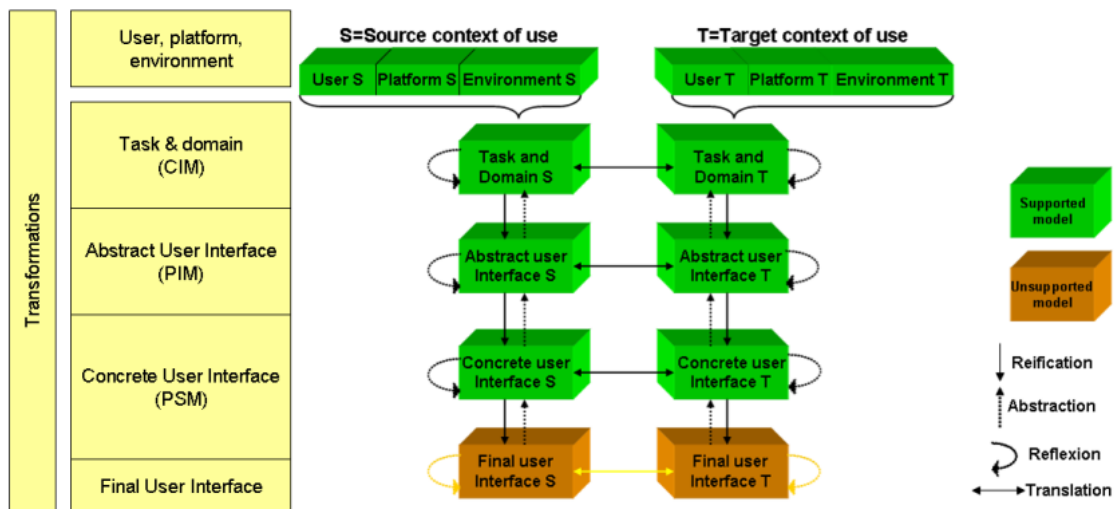 Transformations
User, platform,
environment
Task & domain
(CIM)
Abstract User Interface
(PIM)
Concrete User Interface
(PSM)
Final User Interface
S=Source context of use
User S
Platform S
Environment S
T=Target context of use
User T
Platform T
Environment T
Task and
Domain S
Task and
Domain T
Abstract user
Interface S
Abstract user
Interface T
Concrete user
Interface S
Concrete user
Interface T
Final user
Interface S
Final user
Interface T
Supported
model
Unsupported
model
Reification
Abstraction
Reflexion
Translation